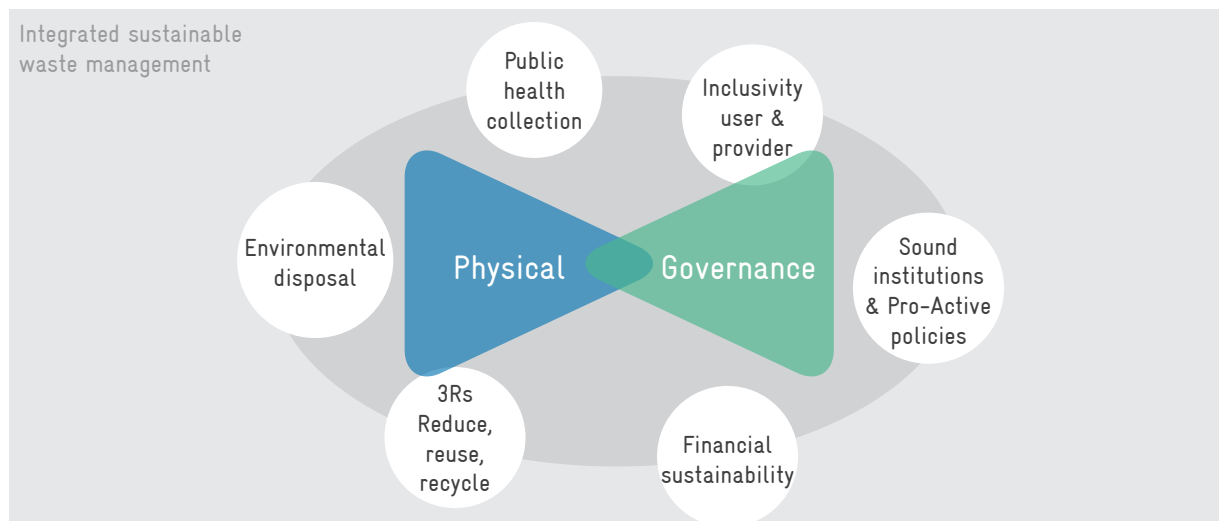 Integrated sustainable
waste management
Public
health
collection
Inclusivity
user &
provider
Environmental
disposal
Physical
Governance
Sound
institutions
& Pro-Active
policies
3Rs
Reduce,
reuse,
recycle
Financial
sustainability